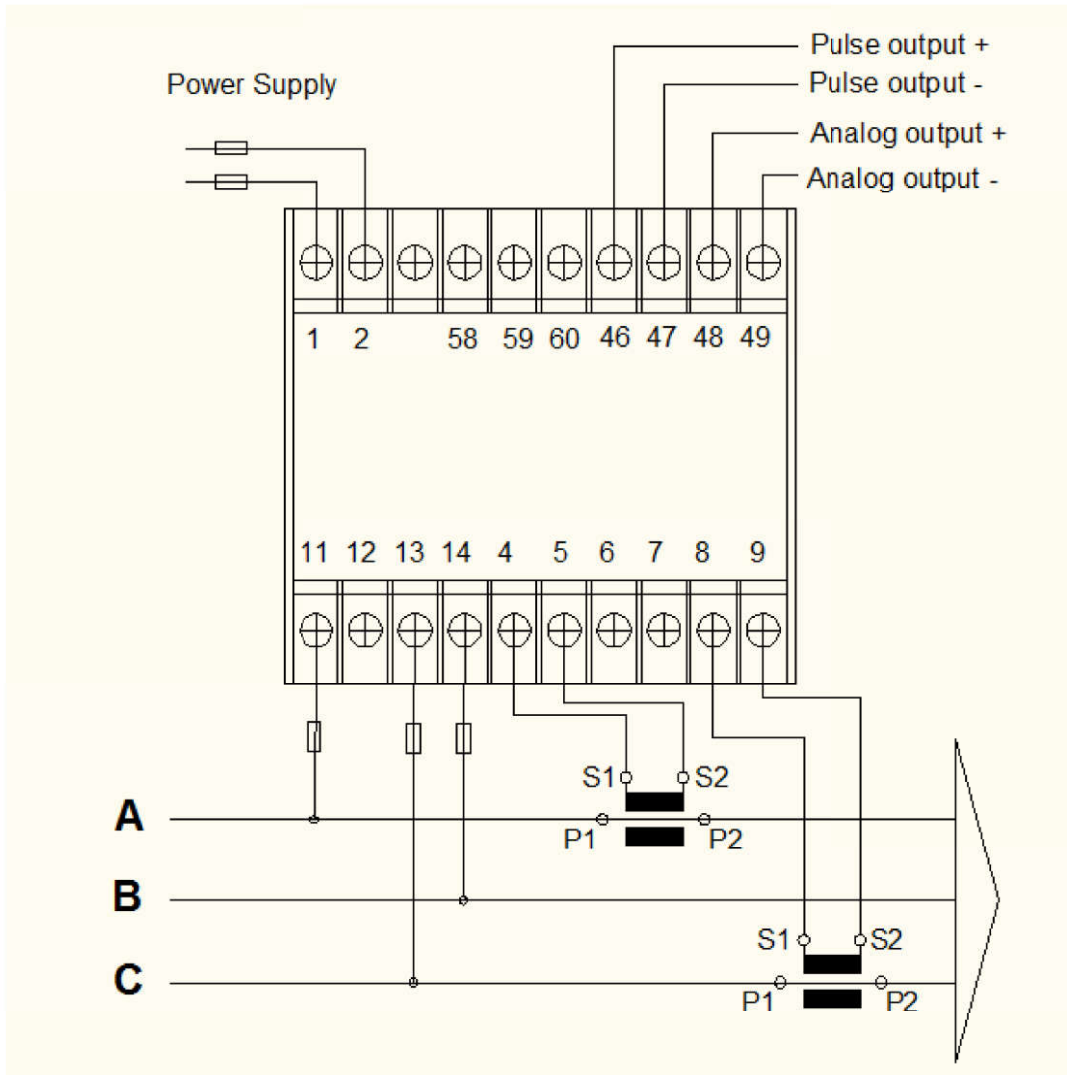 Pulse output +
Power Supply
Pulse output -
Analog output +
Analog output -
1 2 58 59 60 46 47 48 49
11 12 13 14 4 5 6 7 8 9
S1 S2
A
P1 P2
B
S1 S2
C
P1 P2